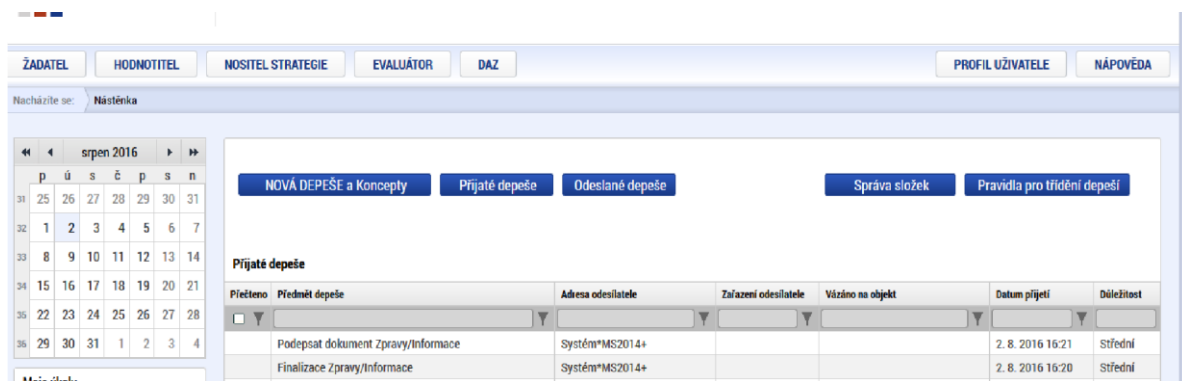 ŽADATEL HODNOTITEL NOSITEL STRATEGIE EVALUÁTOR DAZ PROFIL UŽIVATELE NÁPOVĚDA
Nacházíte se: Nástěnka
srpen 2016
p ú s č p s n
31 25 26 27 28 29 30 31
32 1 2 3 4 5 6 7
33 8 9 10 11 12 13 14
34 15 16 17 18 19 20 21
35 22 23 24 25 26 27 28
36 29 30 31 1 2 3 4
NOVÁ DEPEŠE a Koncepty Přijaté depeše Odeslané depeše Správa složek Pravidla pro třídění depeší
Přijaté depeše
Přečteno Předmět depeše Adresa odesílatele Zařazení odesílatele Vázáno na objekt Datum přijetí Důležitost
Podepsat dokument Zpravy/Informace Systém*MS2014+ 2. 8. 2016 16:21 Střední
Finalizace Zpravy/Informace Systém*MS2014+ 2. 8. 2016 16:20 Střední